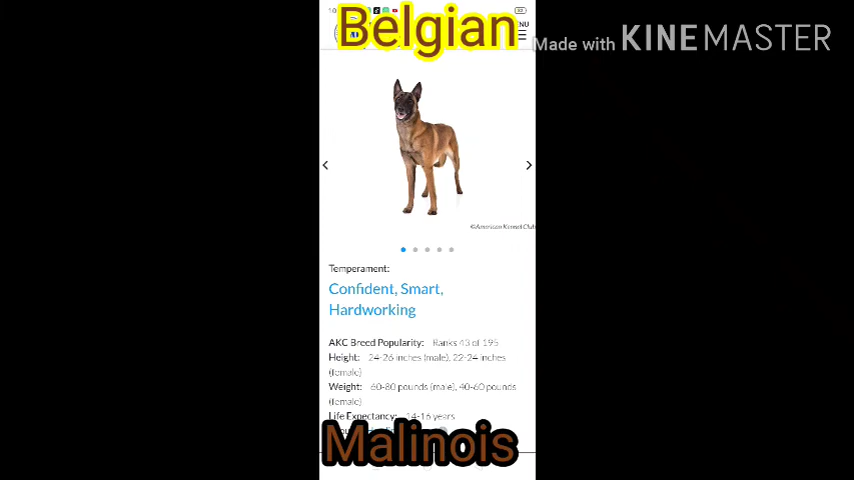 Belgian
Made with KINEMASTER
©American Kennel Club
Temperament:
Confident, Smart,
Hardworking
AKC Breed Popularity: Ranks 43 of 195
Height: 24-26 inches (male), 22-24 inches
(female)
Weight: 60-80 pounds (male), 40-60 pounds
(female)
Life Expectancy: 14-16 years
Malinois